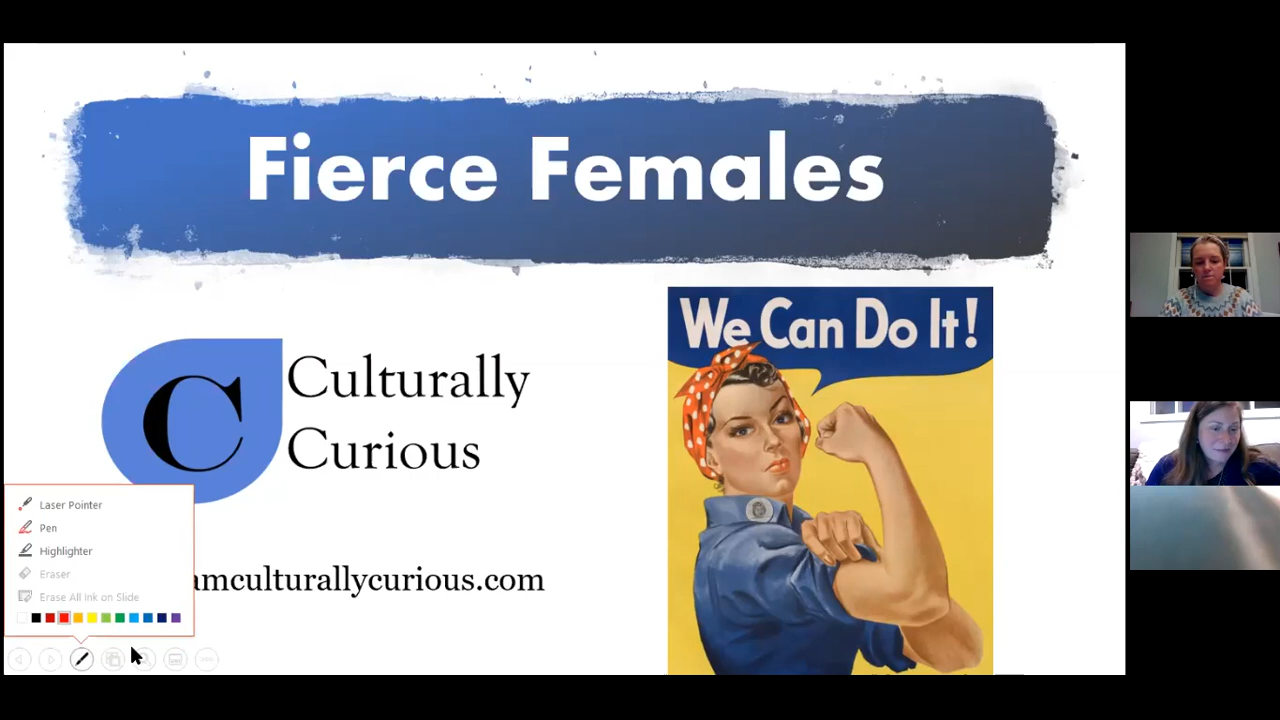 Fierce Females
We Can Do It!
C
Culturally
Curious
amculturallycurious.com
Laser Pointer
Pen
Highlighter
Eraser
Erase All Ink on Slide